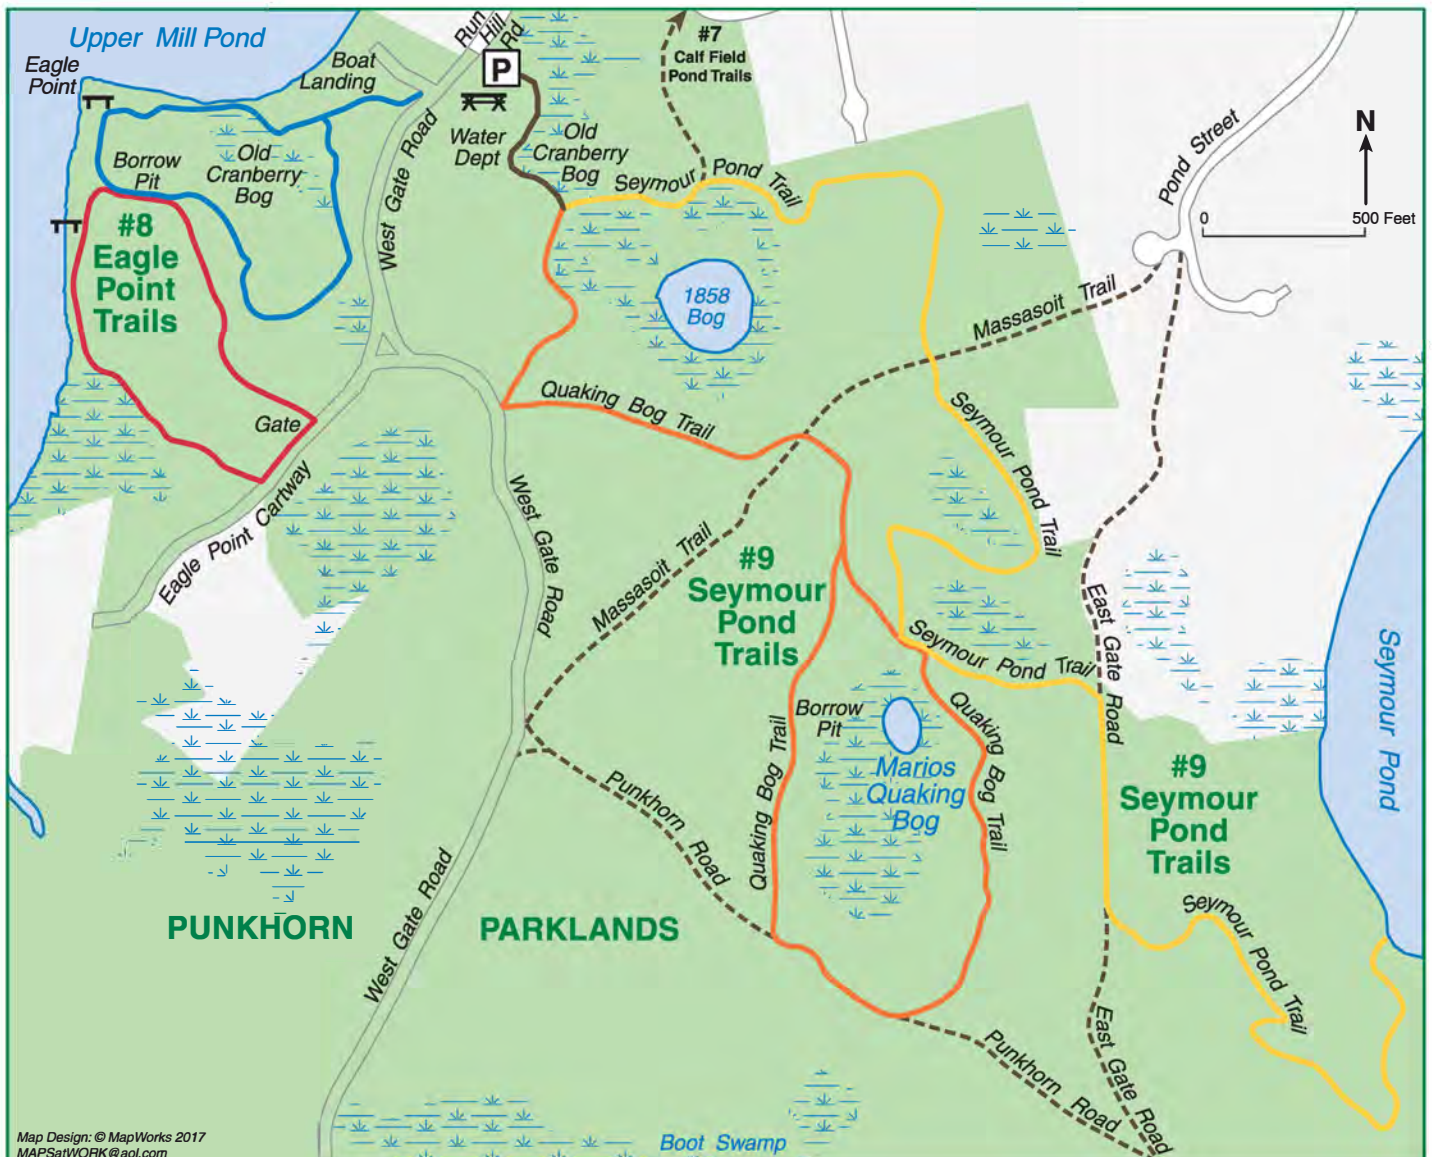 Upper Mill Pond
Eagle
Point
Boat
Landing
Run
Hill
Rd
P
#7
Calf Field
Pond Trails
Water
Dept
Old
Cranberry
Bog
Borrow
Pit
Old
Cranberry
Bog
West Gate Road
Seymour Pond Trail
Pond Street
N
0 500 Feet
#8
Eagle
Point
Trails
1858
Bog
Massasoit Trail
Quaking Bog Trail
Gate
Seymour Pond Trail
Eagle Point Cartway
West Gate Road
Massasoit Trail
#9
Seymour
Pond
Trails
East Gate Road
Seymour Pond Trail
Seymour Pond
Borrow
Pit
Quaking Bog Trail
Quaking Bog Trail
Marios
Quaking
Bog
Punkhorn Road
#9
Seymour
Pond
Trails
West Gate Road
PUNKHORN PARKLANDS
Seymour Pond Trail
Punkhorn Road
East Gate Road
Boot Swamp
Map Design: © MapWorks 2017
MAPSatWORK@aol.com